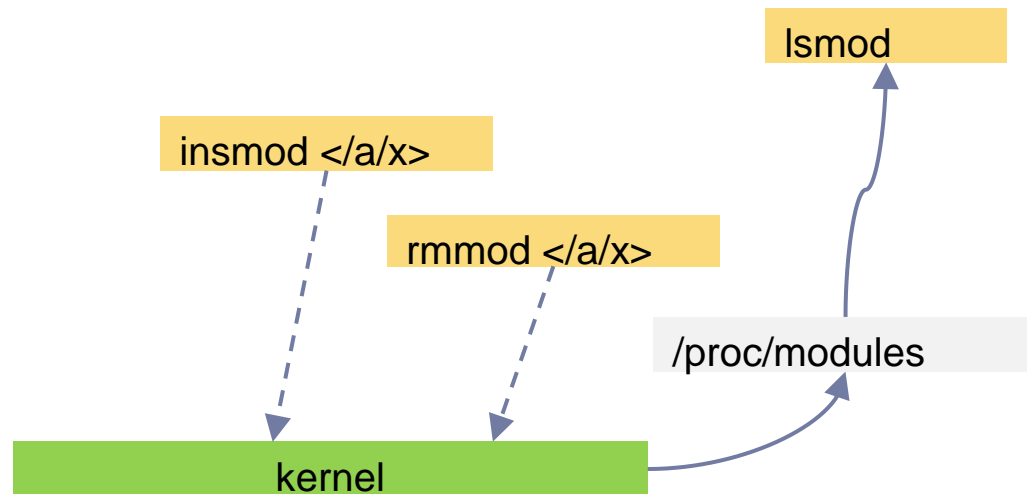 lsmod
insmod </a/x>
rmmod </a/x>
/proc/modules
kernel